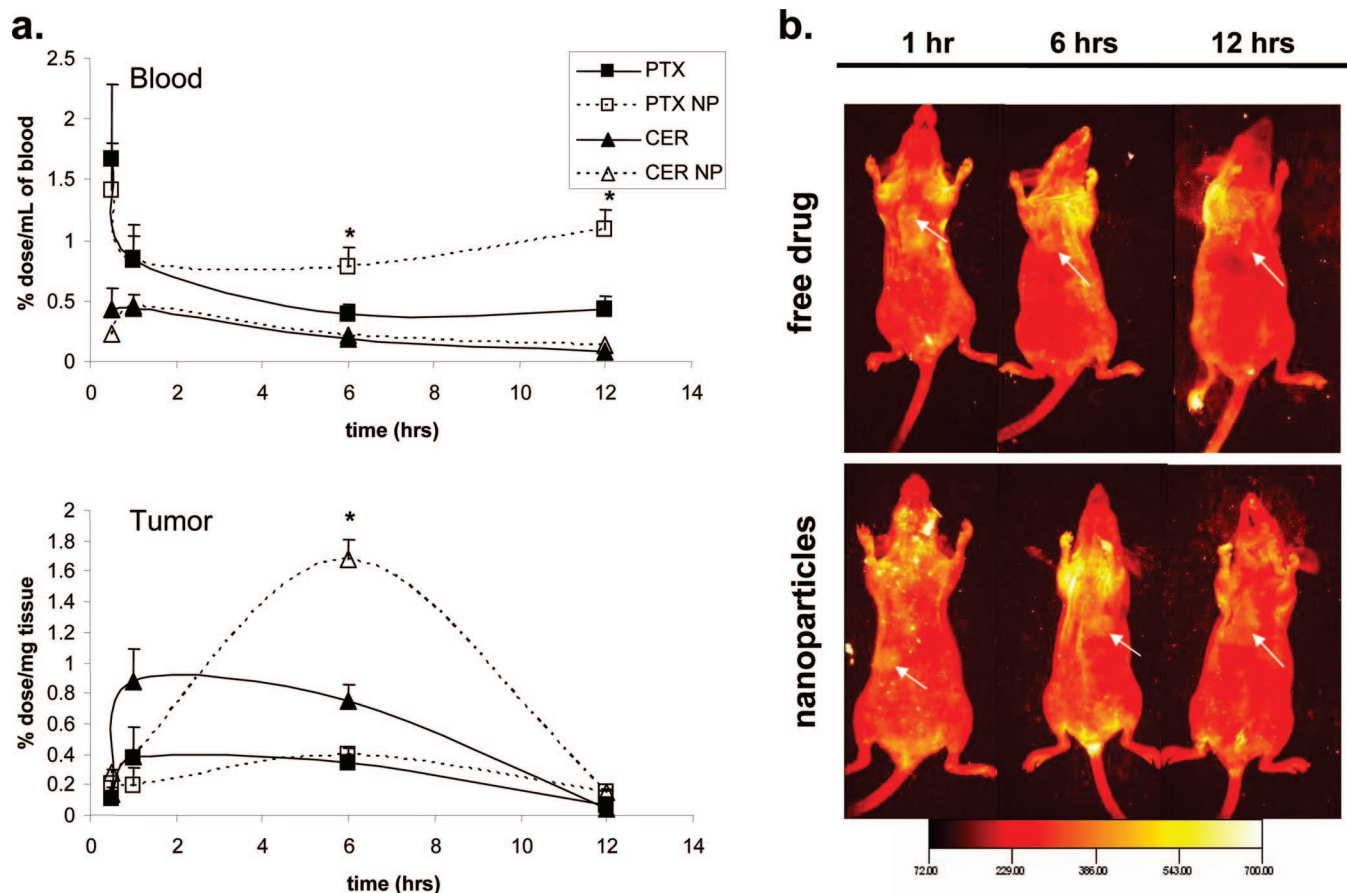 a.
Blood
PTX
PTX NP
CER
CER NP
% dose/mL of blood
2.5
2
1.5
1
0.5
0
*
*
0 2 4 6 8 10 12 14
time (hrs)
Tumor
% dose/mg tissue
2
1.8
1.6
1.4
1.2
1
0.8
0.6
0.4
0.2
0
*
0 2 4 6 8 10 12 14
time (hrs)
b.
1 hr 6 hrs 12 hrs
free drug
nanoparticles
72.00 229.00 386.00 543.00 700.00